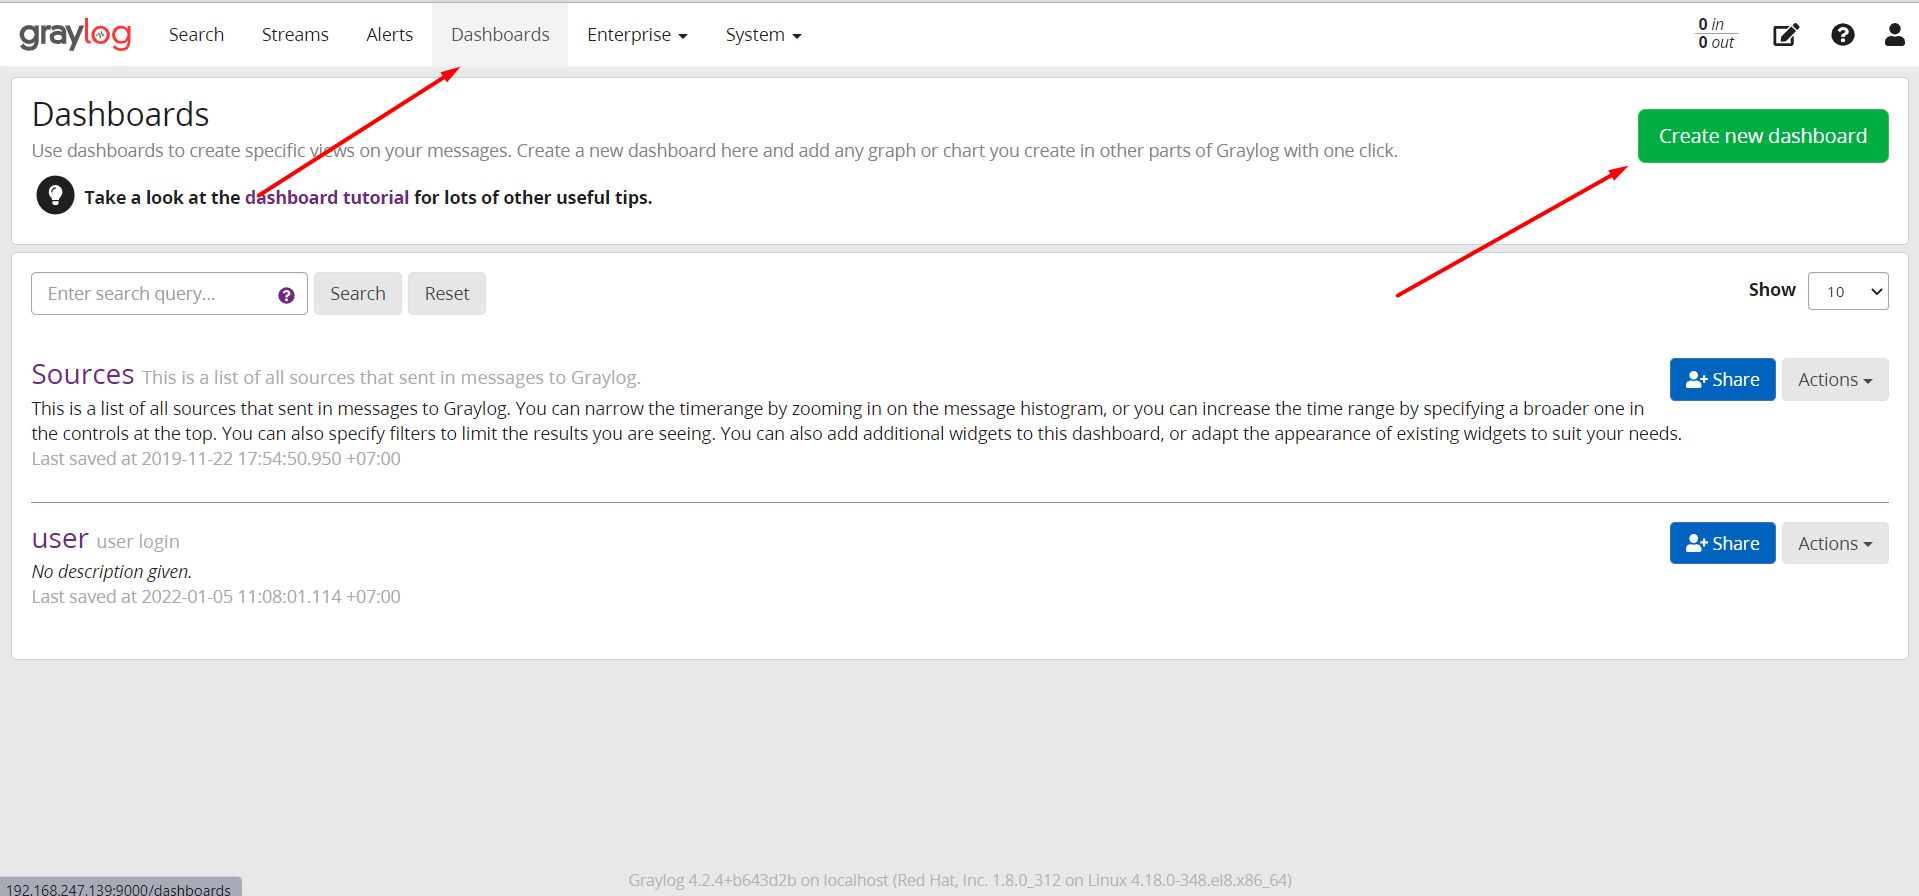 graylog
Search Streams Alerts Dashboards Enterprise System
0 in
0 out
Dashboards
Create new dashboard
Use dashboards to create specific views on your messages. Create a new dashboard here and add any graph or chart you create in other parts of Graylog with one click.
Take a look at the dashboard tutorial for lots of other useful tips.
Enter search query... Search Reset
Show 10
Sources This is a list of all sources that sent in messages to Graylog.
Share Actions
This is a list of all sources that sent in messages to Graylog. You can narrow the timerange by zooming in on the message histogram, or you can increase the time range by specifying a broader one in
the controls at the top. You can also specify filters to limit the results you are seeing. You can also add additional widgets to this dashboard, or adapt the appearance of existing widgets to suit your needs.
Last saved at 2019-11-22 17:54:50.950 +07:00
user user login
Share Actions
No description given.
Last saved at 2022-01-05 11:08:01.114 +07:00
Graylog 4.2.4+b643d2b on localhost (Red Hat, Inc. 1.8.0_312 on Linux 4.18.0-348.el8.x86_64)
192.168.247.139:9000/dashboards